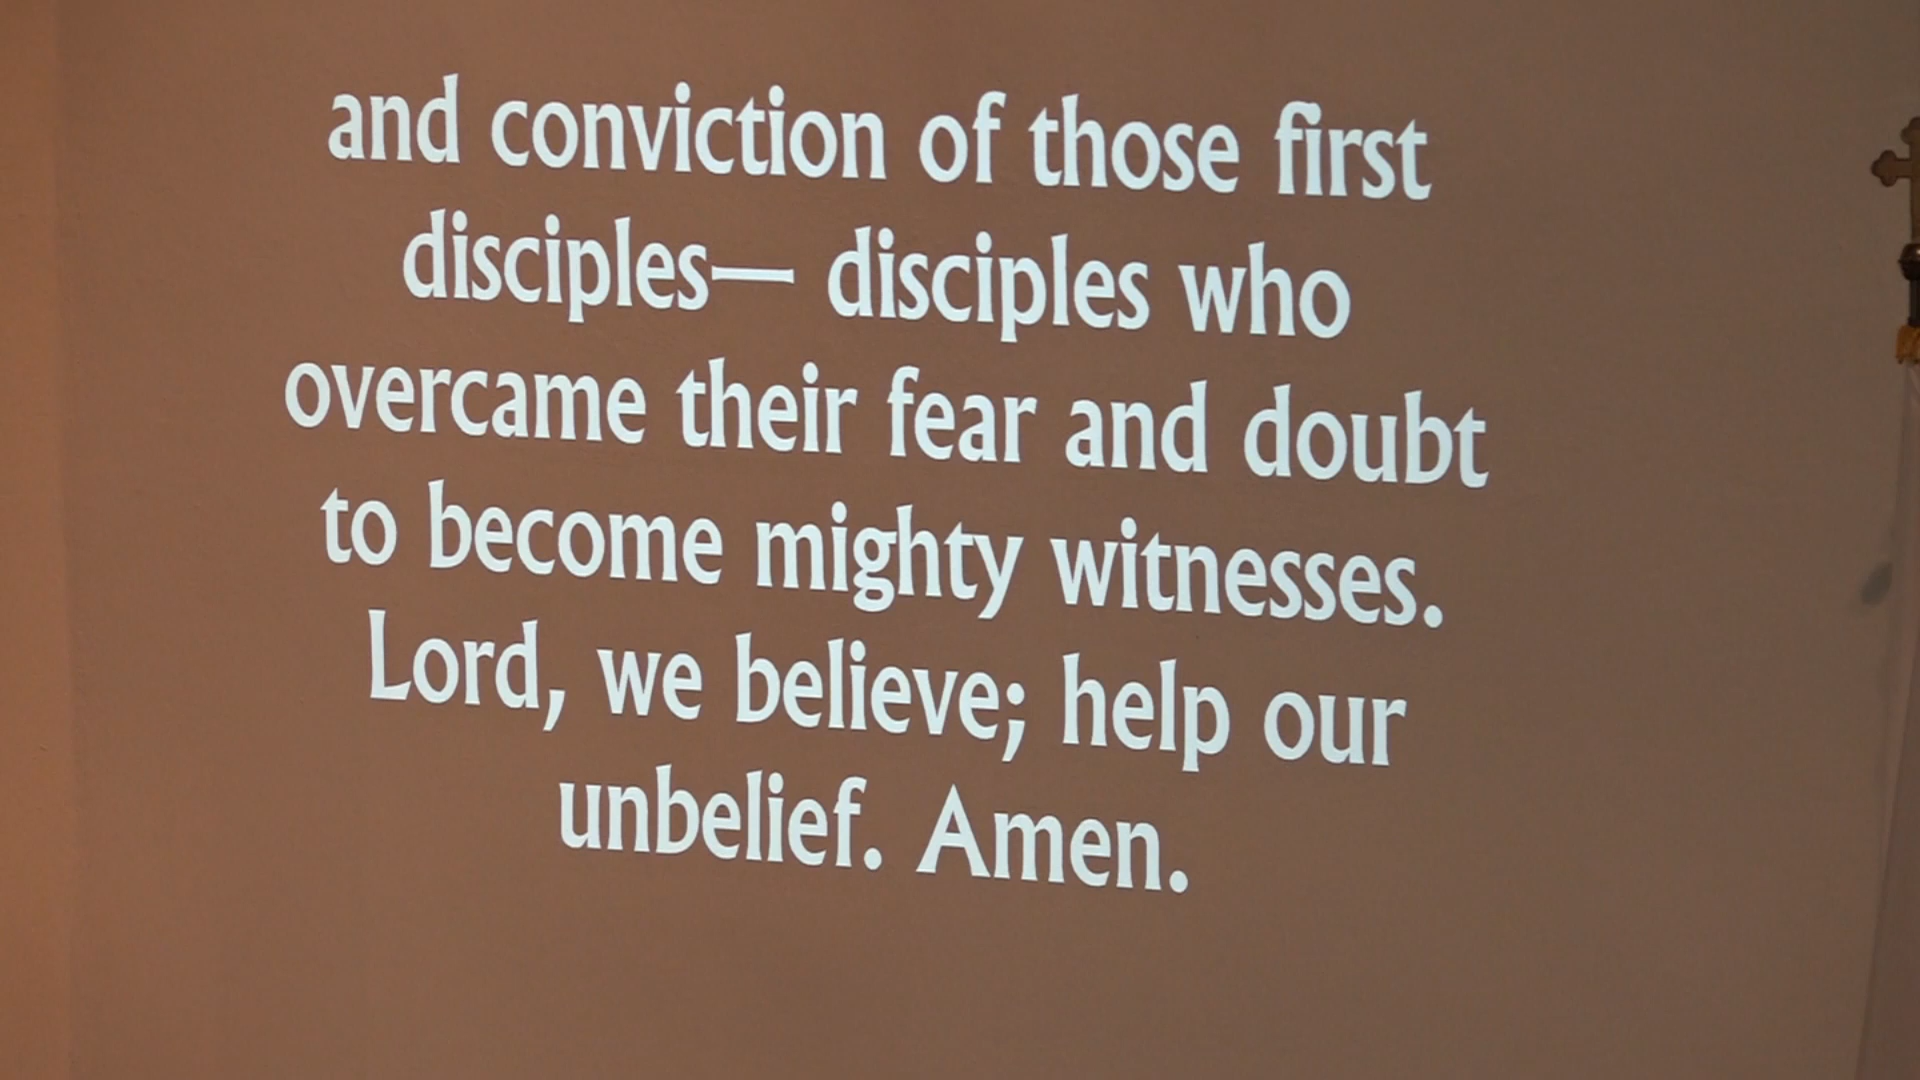 and conviction of those first
disciples— disciples who
overcame their fear and doubt
to become mighty witnesses.
Lord, we believe; help our
unbelief. Amen.